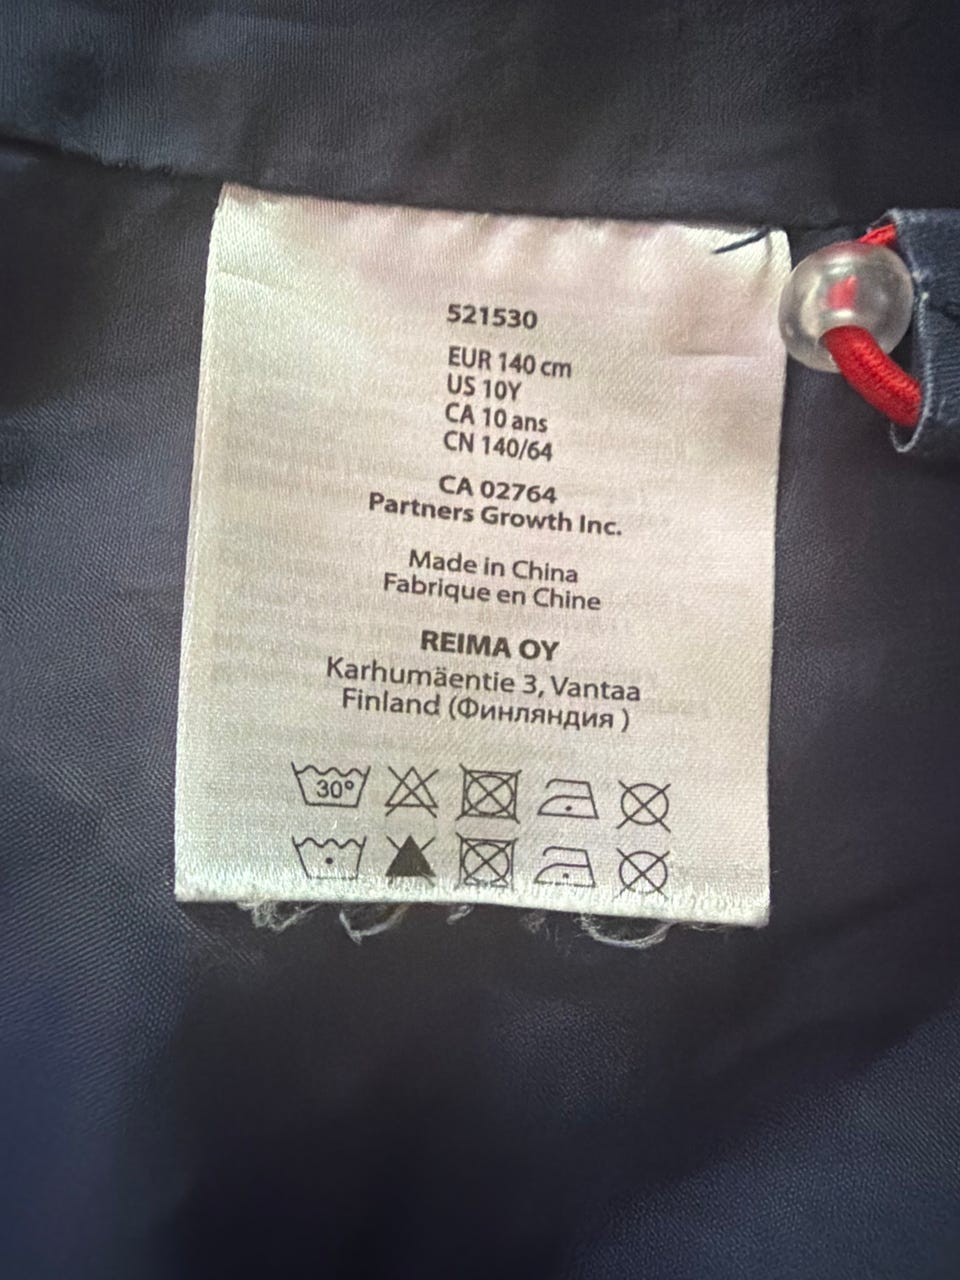 521530
EUR 140 cm
US 10Y
CA 10 ans
CN 140/64
CA 02764
Partners Growth Inc.
Made in China
Fabrique en Chine
REIMA OY
Karhumäentie 3, Vantaa
Finland (Финляндия )
30°